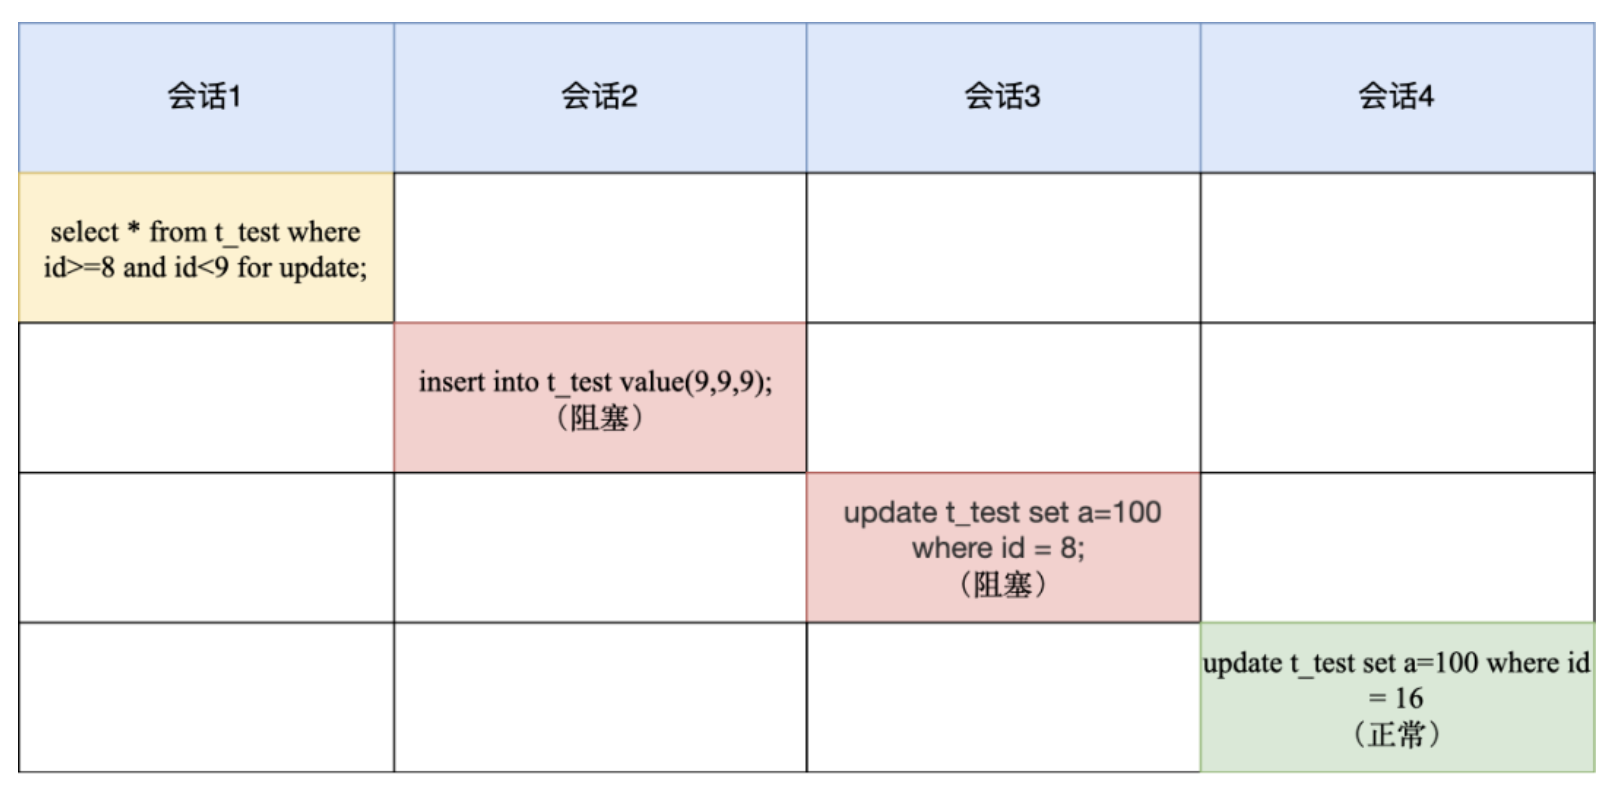 会话1
会话2
会话3
会话4
select * from t_test where
id>=8 and id<9 for update;
insert into t_test value(9,9,9);
（阻塞）
update t_test set a=100
where id = 8;
（阻塞）
update t_test set a=100 where id
= 16
（正常）